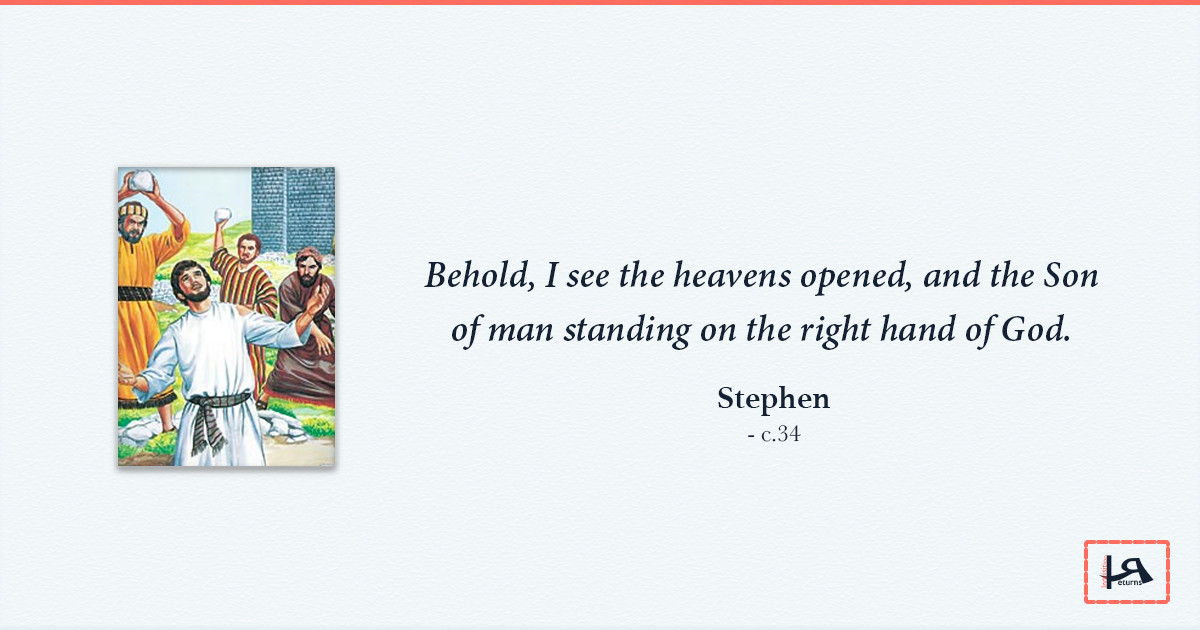 Behold, I see the heavens opened, and the Son
of man standing on the right hand of God.
Stephen
- c.34
eturns